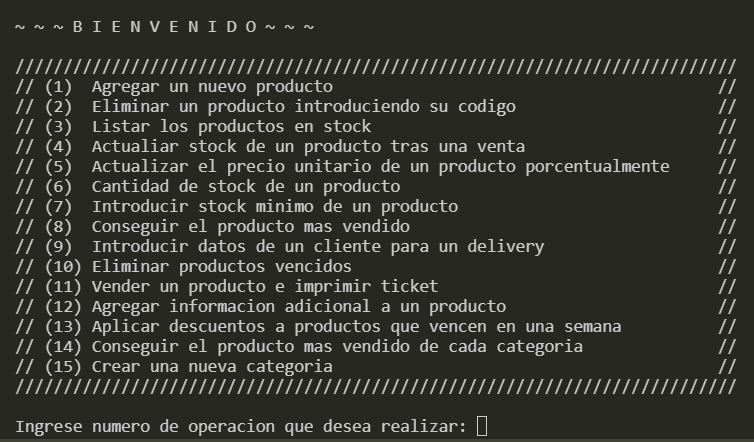 ~ ~ ~ B I E N V E N I D O ~ ~ ~
///////////////////////////////////////////////////////////////////////////
// (1)  Agregar un nuevo producto                                        //
// (2)  Eliminar un producto introduciendo su codigo                     //
// (3)  Listar los productos en stock                                    //
// (4)  Actualiar stock de un producto tras una venta                    //
// (5)  Actualizar el precio unitario de un producto porcentualmente     //
// (6)  Cantidad de stock de un producto                                 //
// (7)  Introducir stock minimo de un producto                           //
// (8)  Conseguir el producto mas vendido                                //
// (9)  Introducir datos de un cliente para un delivery                  //
// (10) Eliminar productos vencidos                                      //
// (11) Vender un producto e imprimir ticket                             //
// (12) Agregar informacion adicional a un producto                      //
// (13) Aplicar descuentos a productos que vencen en una semana          //
// (14) Conseguir el producto mas vendido de cada categoria              //
// (15) Crear una nueva categoria                                        //
///////////////////////////////////////////////////////////////////////////
Ingrese numero de operacion que desea realizar: